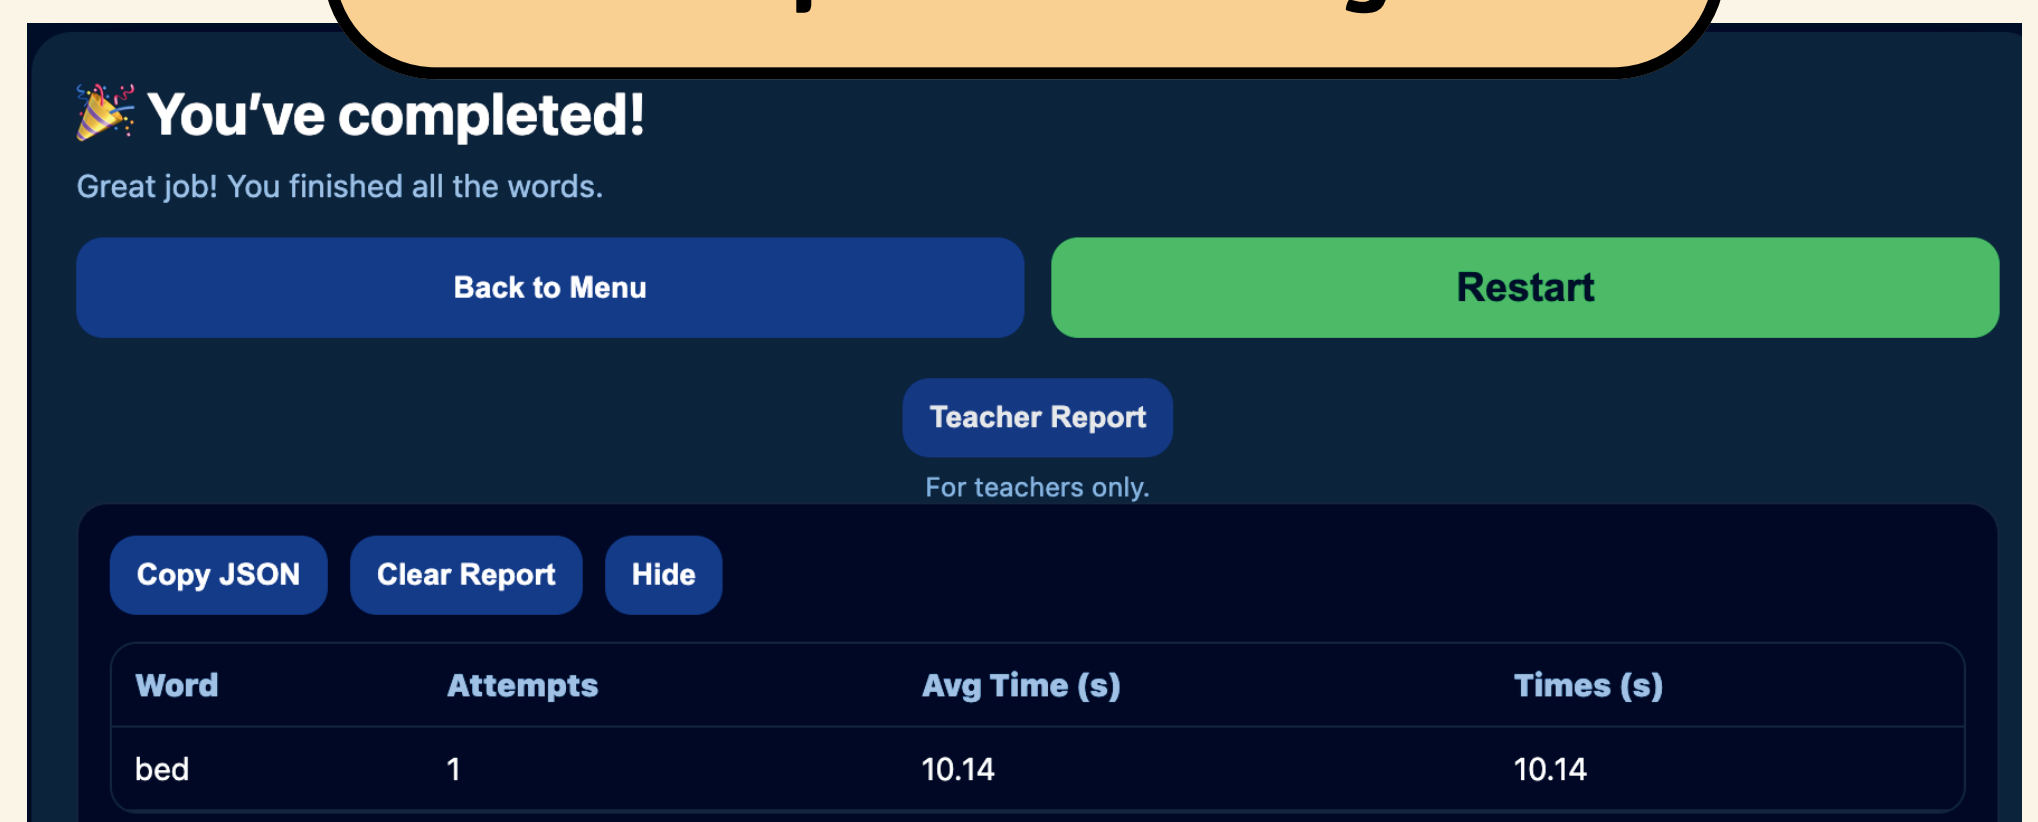 You’ve completed!
Great job! You finished all the words.
Back to Menu
Restart
Teacher Report
For teachers only.
Copy JSON Clear Report Hide
Word Attempts Avg Time (s) Times (s)
bed 1 10.14 10.14